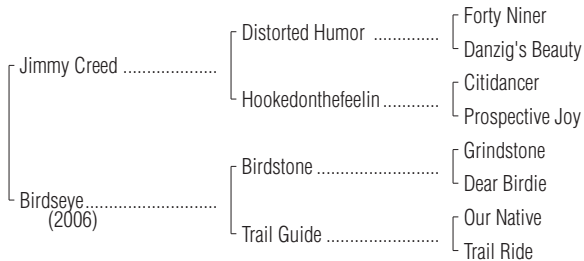 Forty Niner
Distorted Humor ..............
Danzig's Beauty
Jimmy Creed ....................
Citidancer
Hookedonthefeelin ............
Prospective Joy
Grindstone
Birdstone ..........................
Dear Birdie
Birdseye............................
(2006)
Our Native
Trail Guide ........................
Trail Ride